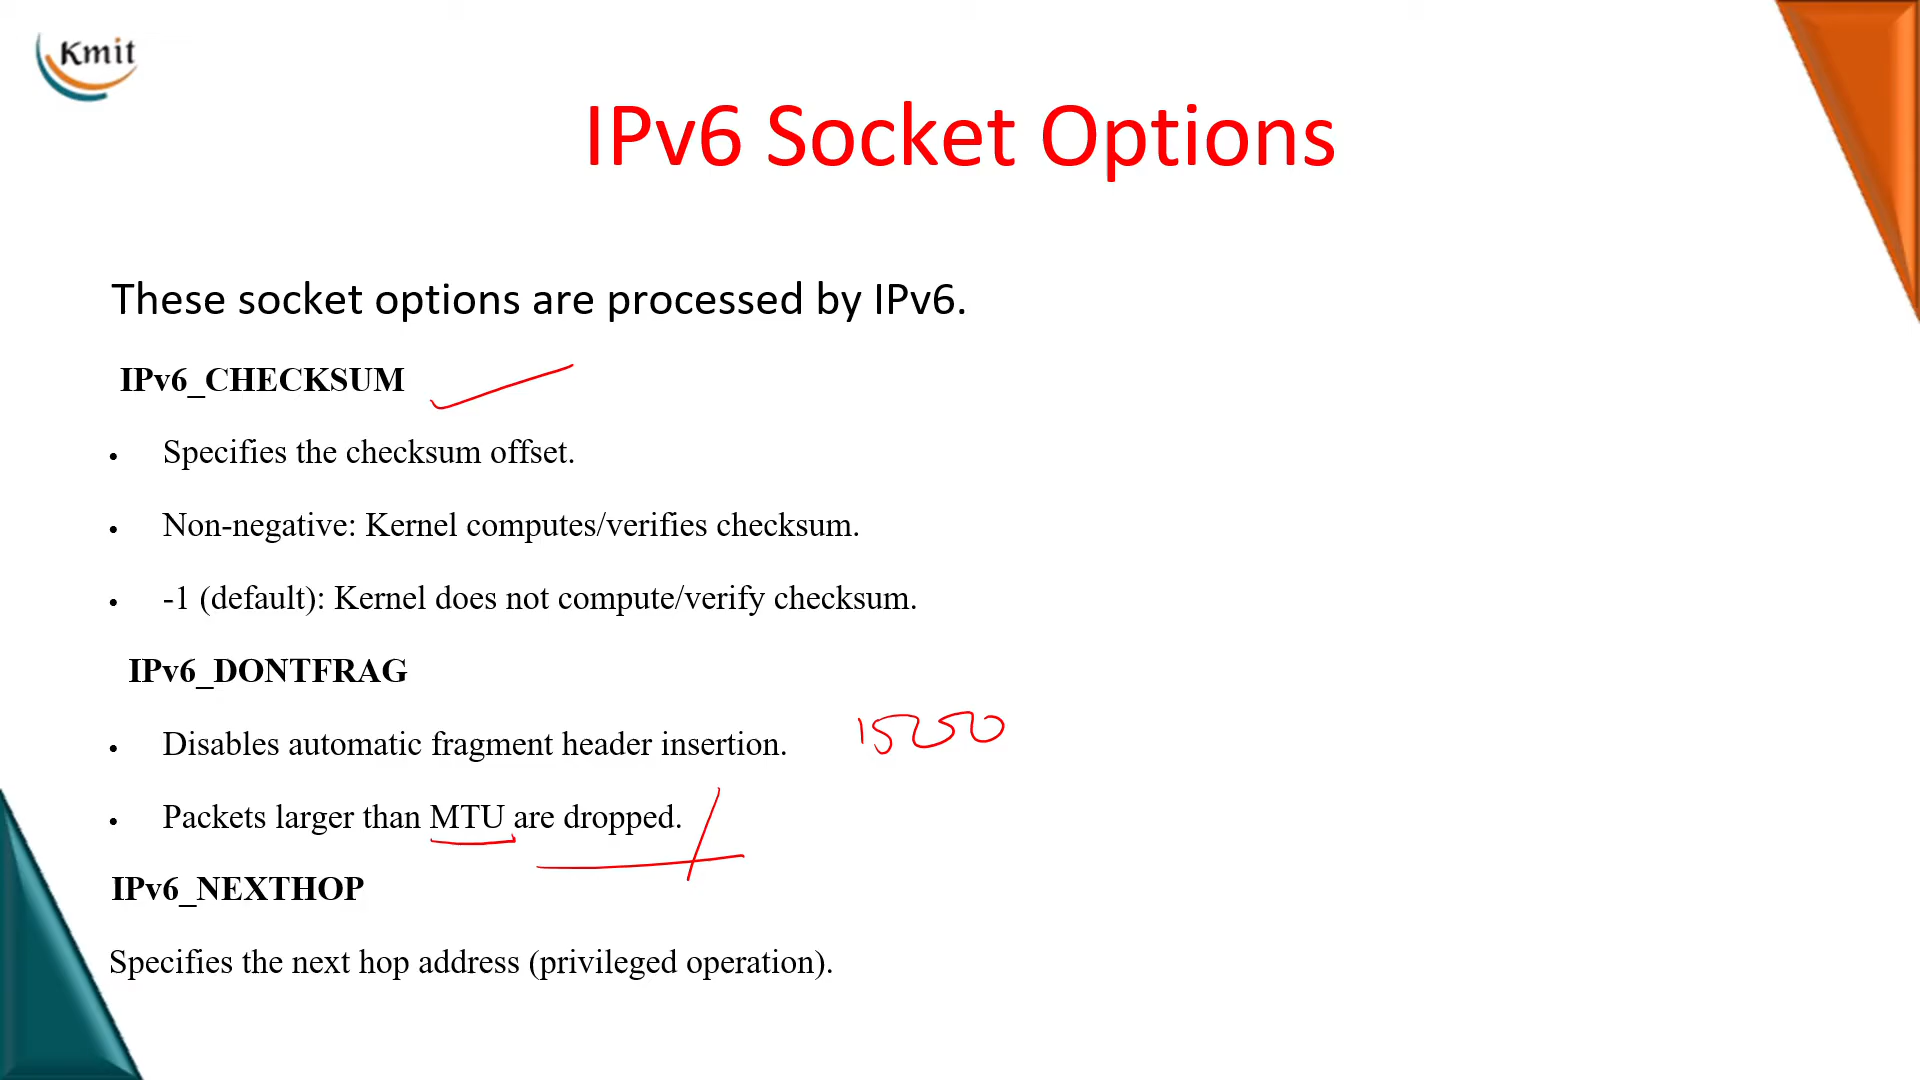 Kmit
IPv6 Socket Options
These socket options are processed by IPv6.
IPv6_CHECKSUM
• Specifies the checksum offset.
• Non-negative: Kernel computes/verifies checksum.
• -1 (default): Kernel does not compute/verify checksum.
IPv6_DONTFRAG
• Disables automatic fragment header insertion.
• Packets larger than MTU are dropped.
IPv6_NEXTHOP
Specifies the next hop address (privileged operation).